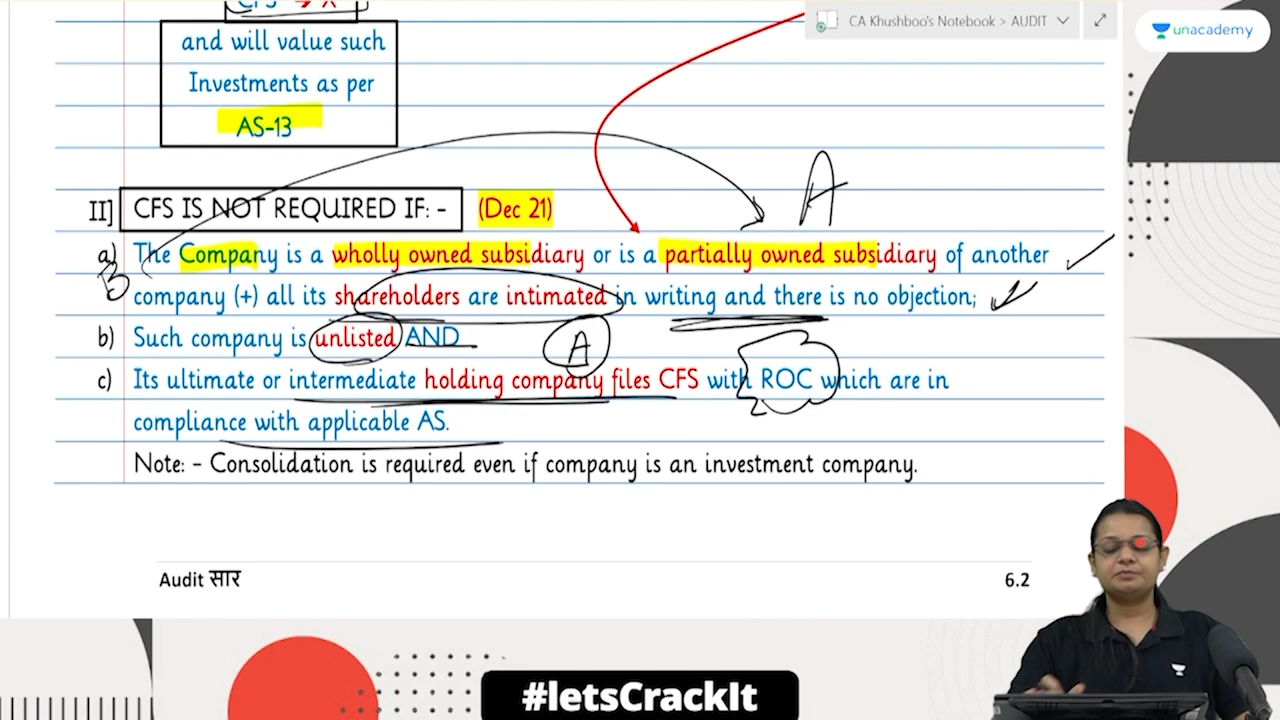 CA Khushboo's Notebook > AUDIT
unacademy
and will value such
Investments as per
AS-13
A
II] CFS IS NOT REQUIRED IF: - (Dec 21)
a) The Company is a wholly owned subsidiary or is a partially owned subsidiary of another
B
company (+) all its shareholders are intimated in writing and there is no objection;
b) Such company is unlisted AND
A
c) Its ultimate or intermediate holding company files CFS with ROC which are in
compliance with applicable AS.
Note: - Consolidation is required even if company is an investment company.
Audit सार
6.2
#letsCrackIt